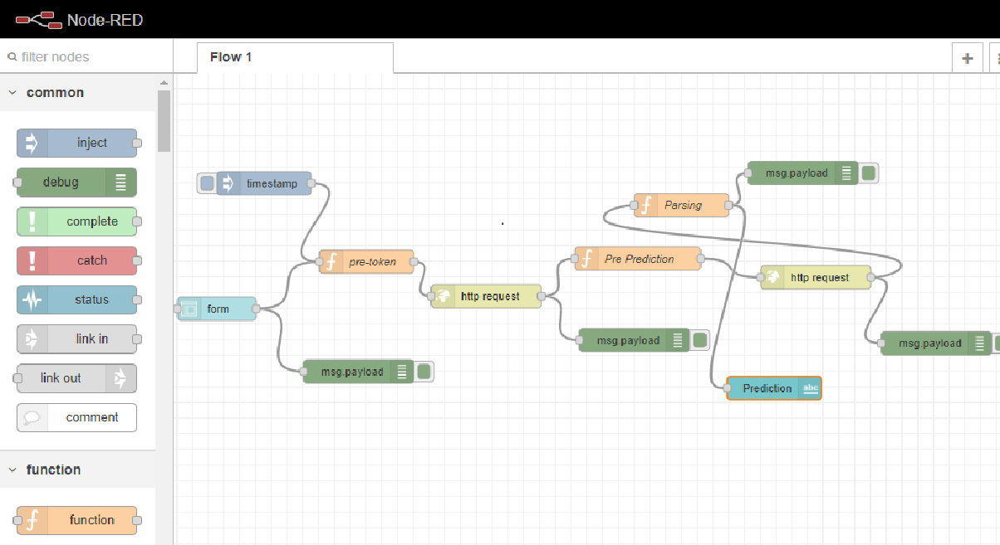 Node-RED
filter nodes
Flow 1
+
common
inject
debug
complete
catch
status
link in
link out
comment
function
function
timestamp
msg.payload
Parsing
pre-token
Pre Prediction
http request
http request
form
msg.payload
msg.payload
msg.payload
Prediction
abc